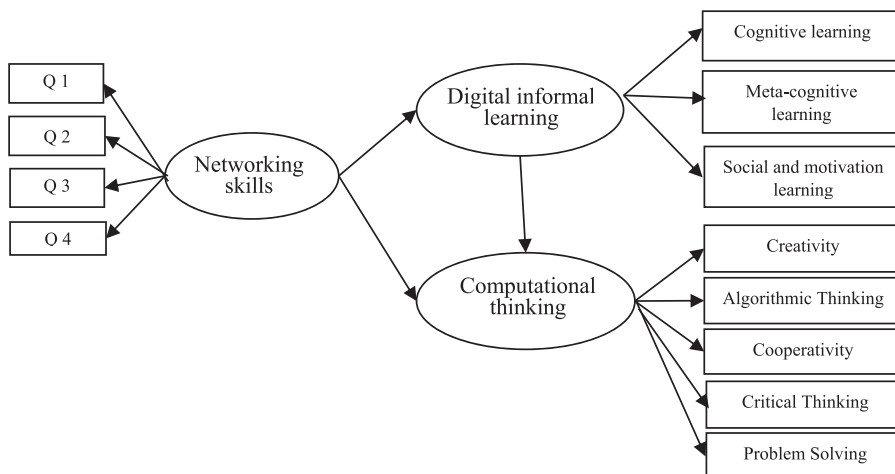 Q 1
Q 2
Q 3
Q 4
Networking
skills
Digital informal
learning
Computational
thinking
Cognitive learning
Meta-cognitive
learning
Social and motivation
learning
Creativity
Algorithmic Thinking
Cooperativity
Critical Thinking
Problem Solving